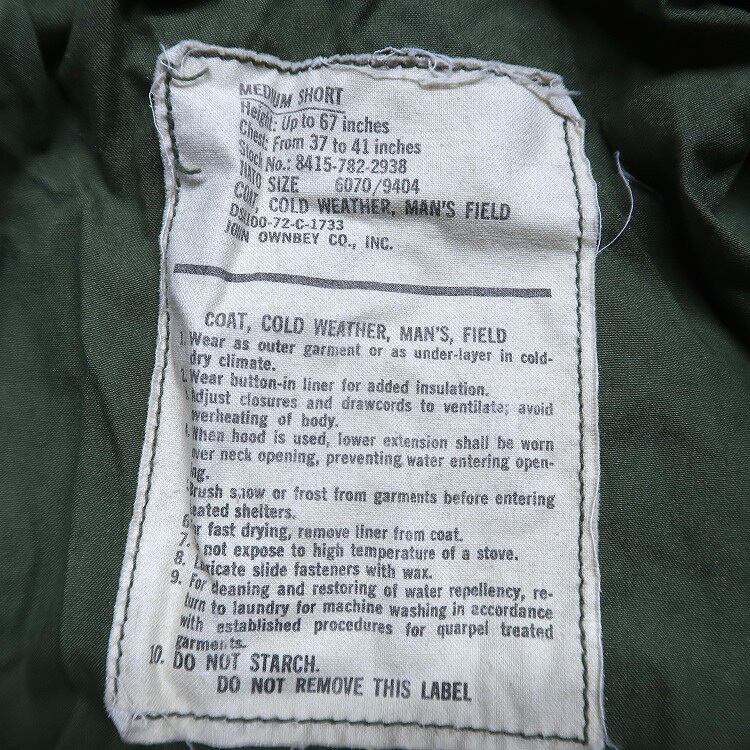 MEDIUM SHORT
Height: Up to 67 inches
Chest: From 37 to 41 inches
Stock No.: 8415-782-2938
NATO SIZE 6070/9404
COAT, COLD WEATHER, MAN'S FIELD
DSA100-72-C-1733
JOHN OWNBEY CO., INC.
COAT, COLD WEATHER, MAN'S, FIELD
1. Wear as outer garment or as under-layer in cold-
dry climate.
2. Wear button-in liner for added insulation.
Adjust closures and drawcords to ventilate; avoid
overheating of body.
4. When hood is used, lower extension shall be worn
over neck opening, preventing water entering open-
ing.
Brush snow or frost from garments before entering
heated shelters.
6. For fast drying, remove liner from coat.
7. not expose to high temperature of a stove.
8. Lubricate slide fasteners with wax.
9. For cleaning and restoring of water repellency, re-
turn to laundry for machine washing in accordance
with established procedures for quarpel treated
garments.
10. DO NOT STARCH.
DO NOT REMOVE THIS LABEL